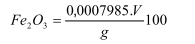 Fe₂O₃ = 0,0007985.V / g 100